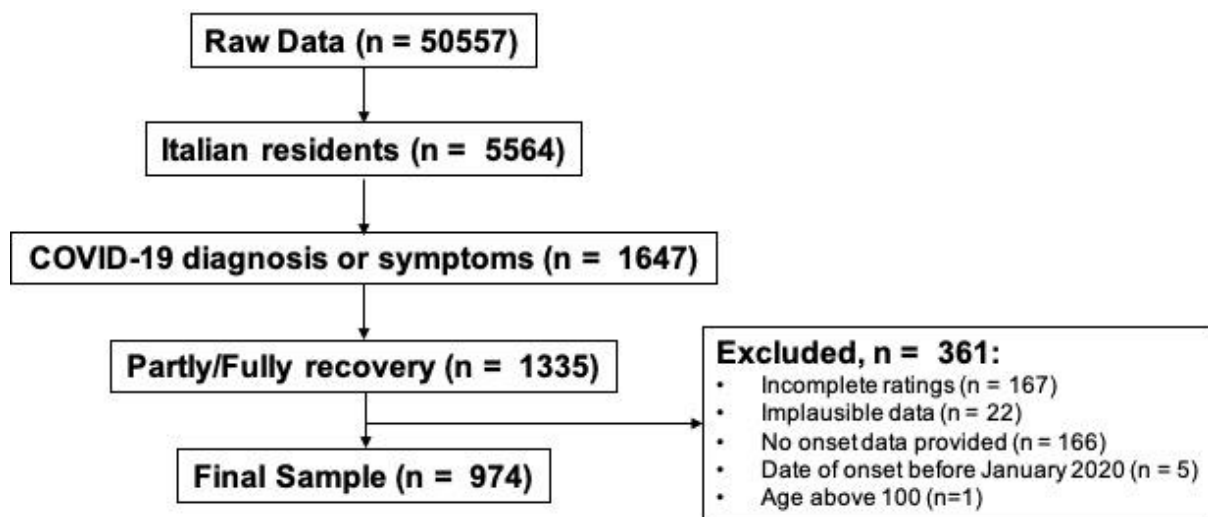 Raw Data (n = 50557)
Italian residents (n =  5564)
COVID-19 diagnosis or symptoms (n =  1647)
Partly/Fully recovery (n =  1335)
Excluded, n =  361:
• Incomplete ratings (n = 167)
• Implausible data (n = 22)
• No onset data provided (n = 166)
• Date of onset before January 2020 (n = 5)
• Age above 100 (n=1)
Final Sample (n =  974)